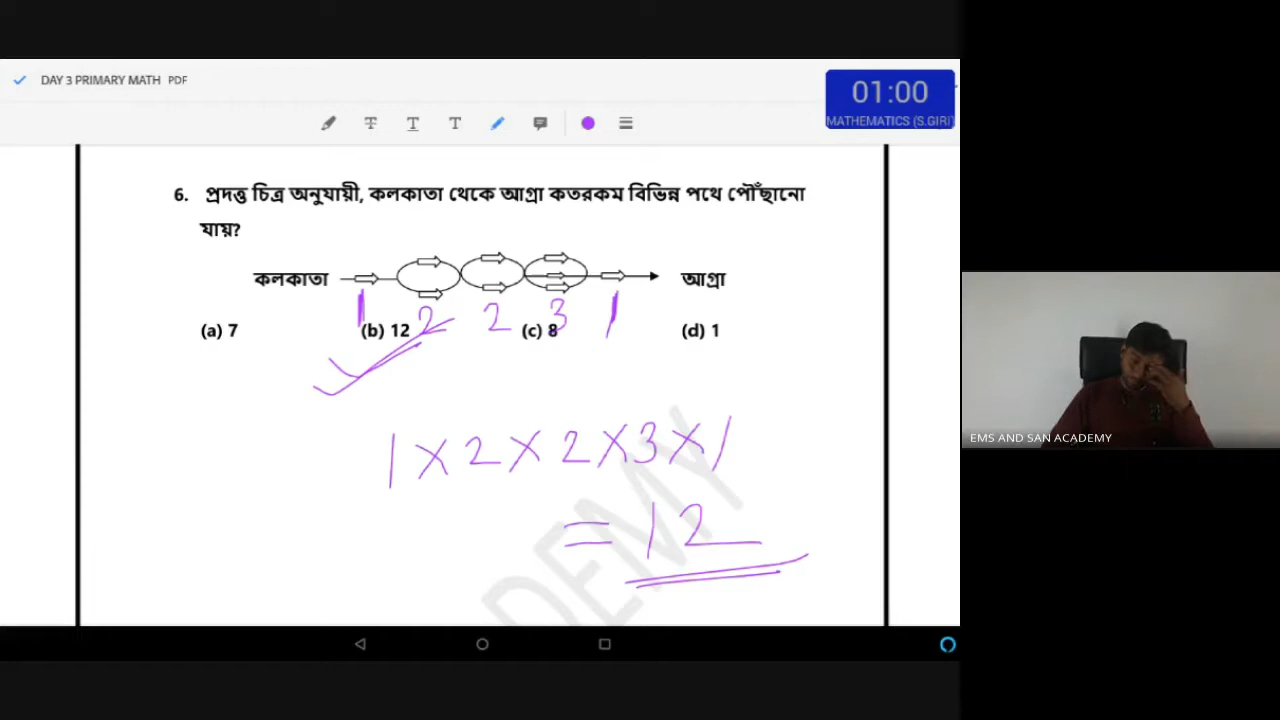 DAY 3 PRIMARY MATH PDF
01:00
MATHEMATICS (S.GIRI)
6. প্রদত্ত চিত্র অনুযায়ী, কলকাতা থেকে আগ্রা কতরকম বিভিন্ন পথে পৌঁছানো
যায়?
কলকাতা আগ্রা
1 2 2 3 1
(a) 7 (b) 12 (c) 8 (d) 1
1 X 2 X 2 X 3 X 1
= 12
DEMY
EMS AND SAN ACADEMY